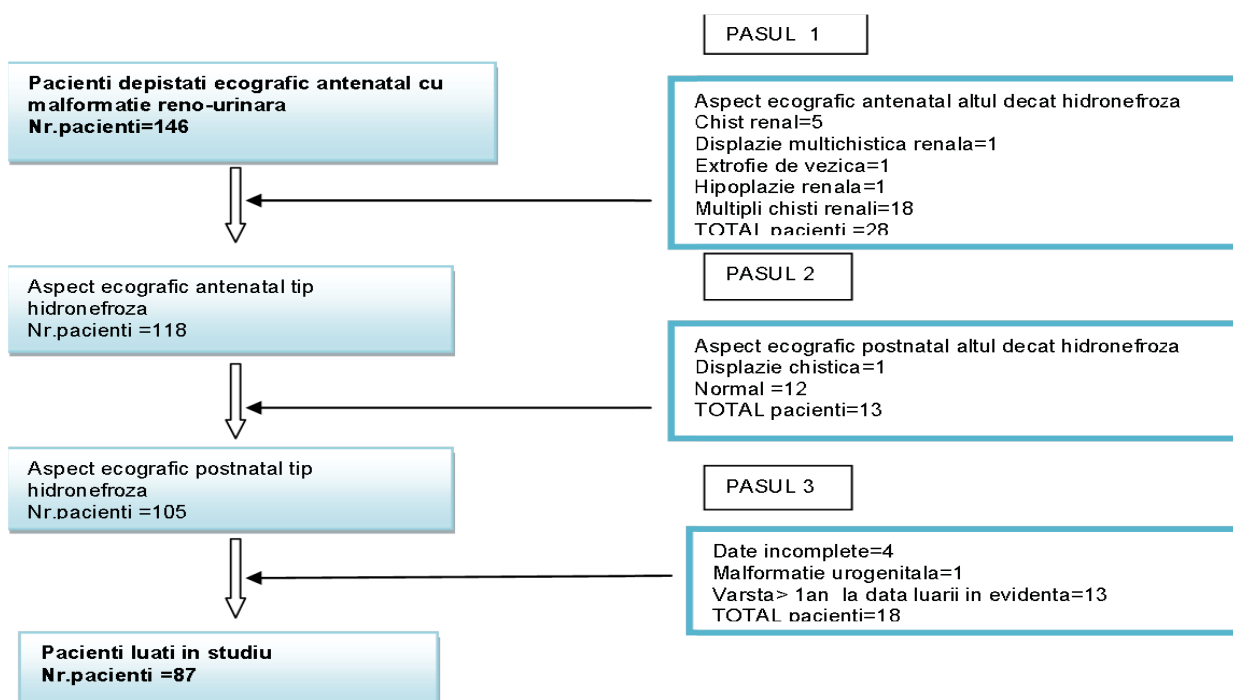 PASUL 1
Pacienti depistati ecografic antenatal cu
malformatie reno-urinara
Nr.pacienti=146
Aspect ecografic antenatal altul decat hidronefroza
Chist renal=5
Displazie multichistica renala=1
Extrofie de vezica=1
Hipoplazie renala=1
Multipli chisti renali=18
TOTAL pacienti =28
PASUL 2
Aspect ecografic antenatal tip
hidronefroza
Nr.pacienti =118
Aspect ecografic postnatal altul decat hidronefroza
Displazie chistica=1
Normal =12
TOTAL pacienti=13
Aspect ecografic postnatal tip
hidronefroza
Nr.pacienti =105
PASUL 3
Date incomplete=4
Malformatie urogenitala=1
Varsta> 1an la data luarii in evidenta=13
TOTAL pacienti=18
Pacienti luati in studiu
Nr.pacienti =87